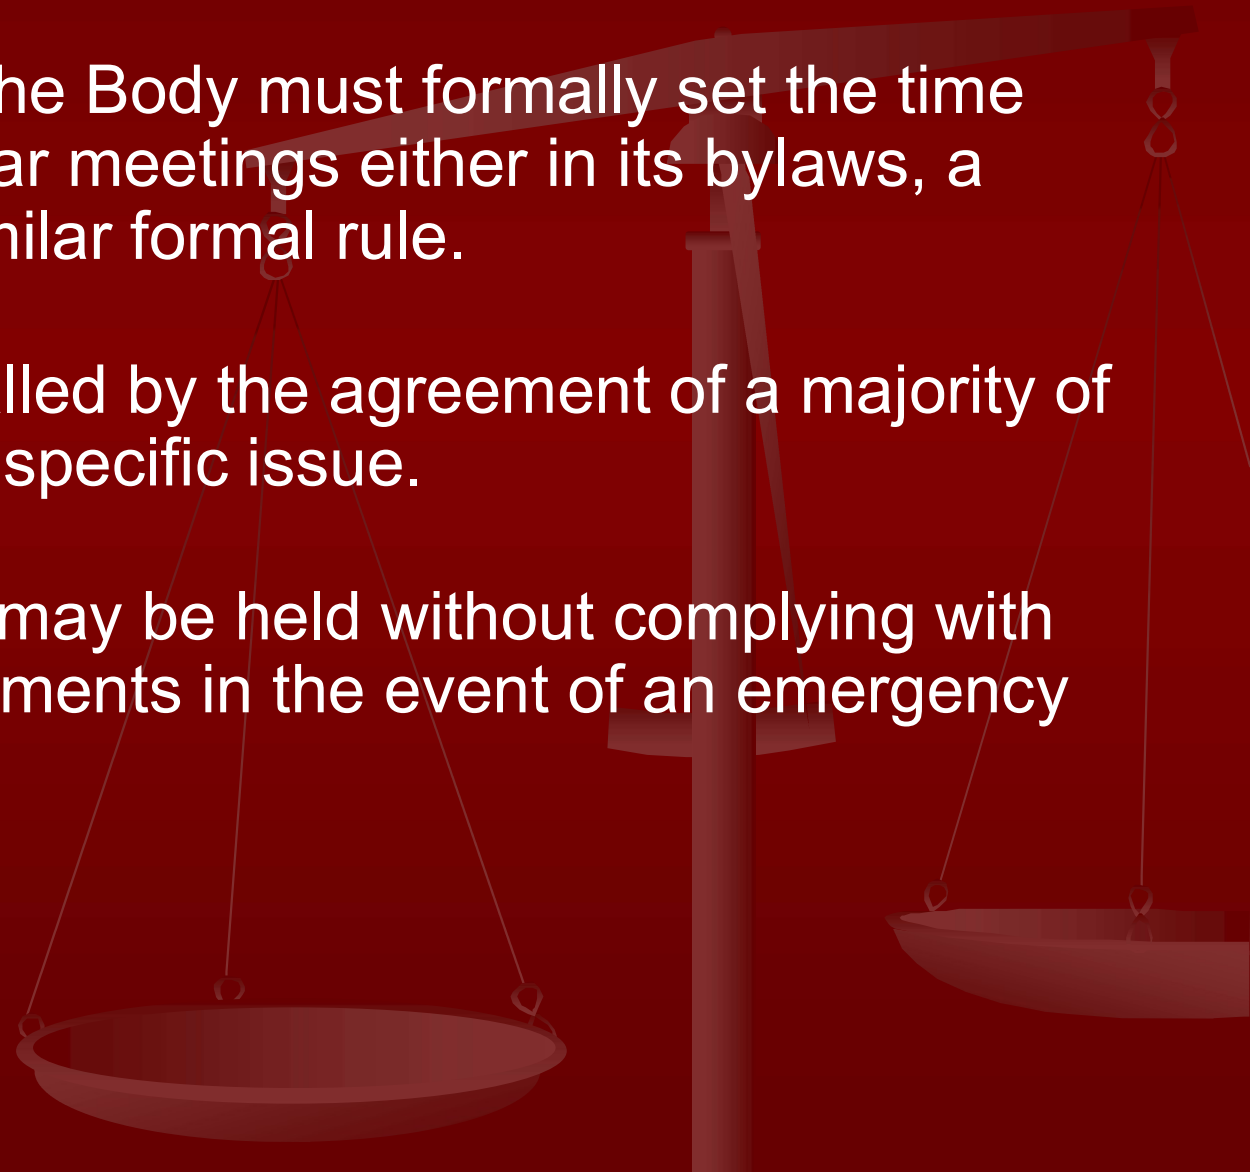 he Body must formally set the time
ar meetings either in its bylaws, a
nilar formal rule.
lled by the agreement of a majority of
specific issue.
may be held without complying with
ments in the event of an emergency